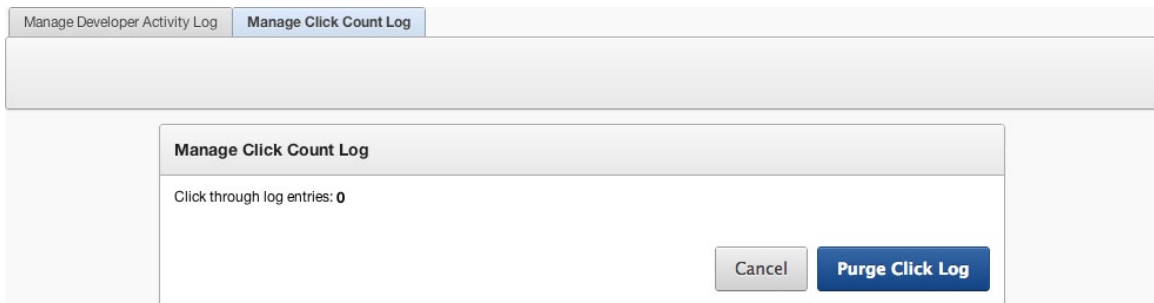 Manage Developer Activity Log
Manage Click Count Log
Manage Click Count Log
Click through log entries: 0
Cancel
Purge Click Log